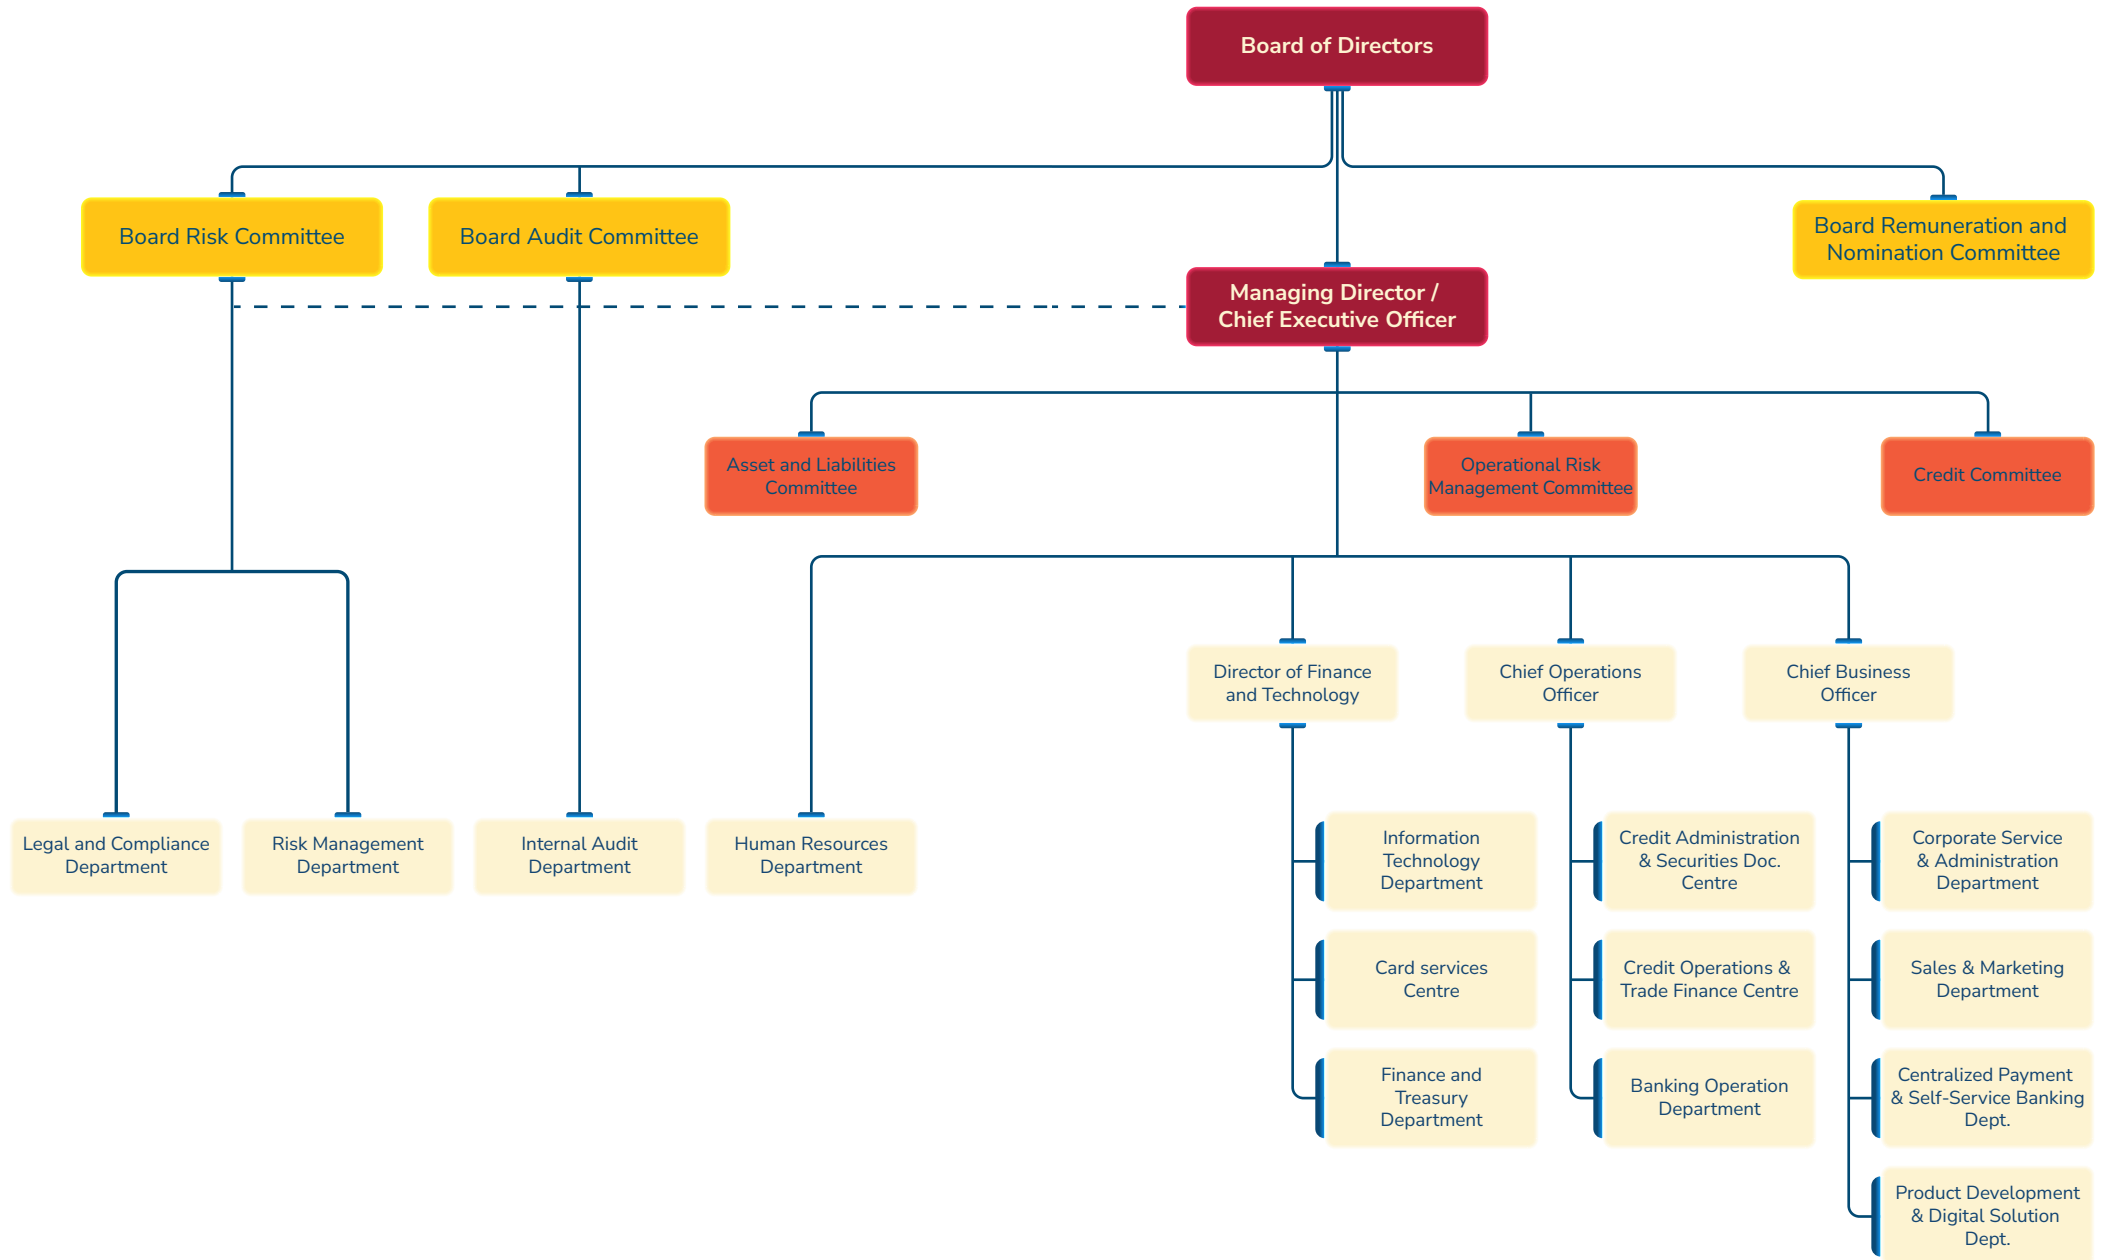 Board of Directors
Board Risk Committee
Board Audit Committee
Board Remuneration and
Nomination Committee
Managing Director /
Chief Executive Officer
Asset and Liabilities
Committee
Operational Risk
Management Committee
Credit Committee
Director of Finance
and Technology
Chief Operations
Officer
Chief Business
Officer
Legal and Compliance
Department
Risk Management
Department
Internal Audit
Department
Human Resources
Department
Information
Technology
Department
Credit Administration
& Securities Doc.
Centre
Corporate Service
& Administration
Department
Card services
Centre
Credit Operations &
Trade Finance Centre
Sales & Marketing
Department
Finance and
Treasury
Department
Banking Operation
Department
Centralized Payment
& Self-Service Banking
Dept.
Product Development
& Digital Solution
Dept.